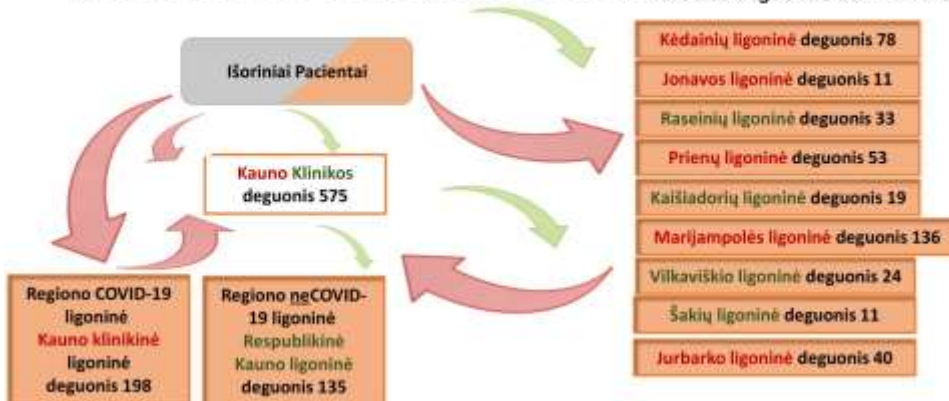 Išoriniai Pacientai
Kauno Klinikos
deguonis 575
Regiono COVID-19
ligoninė
Kauno klinikinė
ligoninė
deguonis 198
Regiono neCOVID-
19 ligoninė
Respublikinė
Kauno ligoninė
deguonis 135
Kėdainių ligoninė deguonis 78
Jonavos ligoninė deguonis 11
Raseinių ligoninė deguonis 33
Prienų ligoninė deguonis 53
Kaišiadorių ligoninė deguonis 19
Marijampolės ligoninė deguonis 136
Vilkaviškio ligoninė deguonis 24
Šakių ligoninė deguonis 11
Jurbarko ligoninė deguonis 40